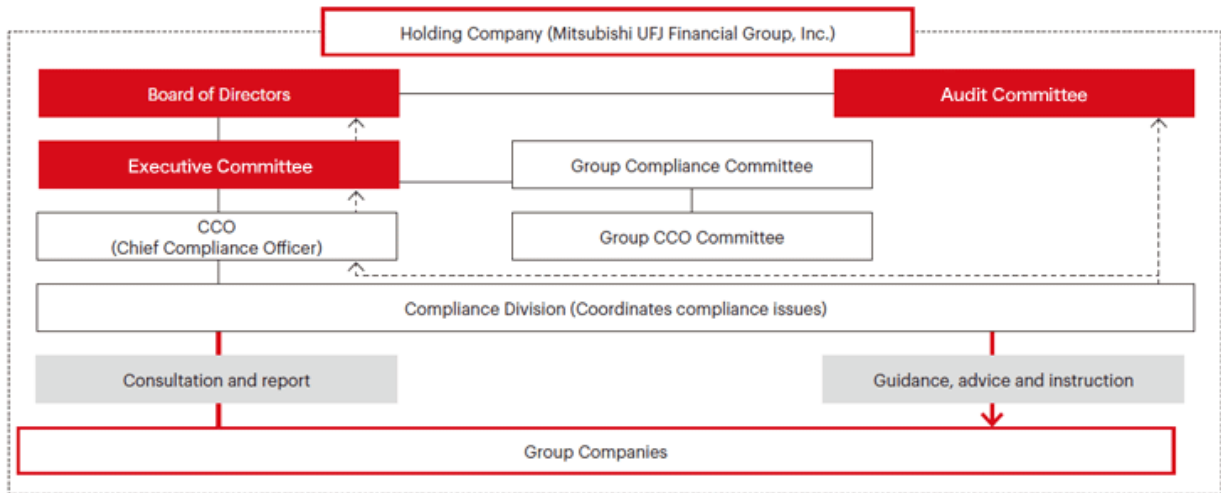 Holding Company (Mitsubishi UFJ Financial Group, Inc.)
Board of Directors
Audit Committee
Executive Committee
Group Compliance Committee
CCO
(Chief Compliance Officer)
Group CCO Committee
Compliance Division (Coordinates compliance issues)
Consultation and report
Guidance, advice and instruction
Group Companies